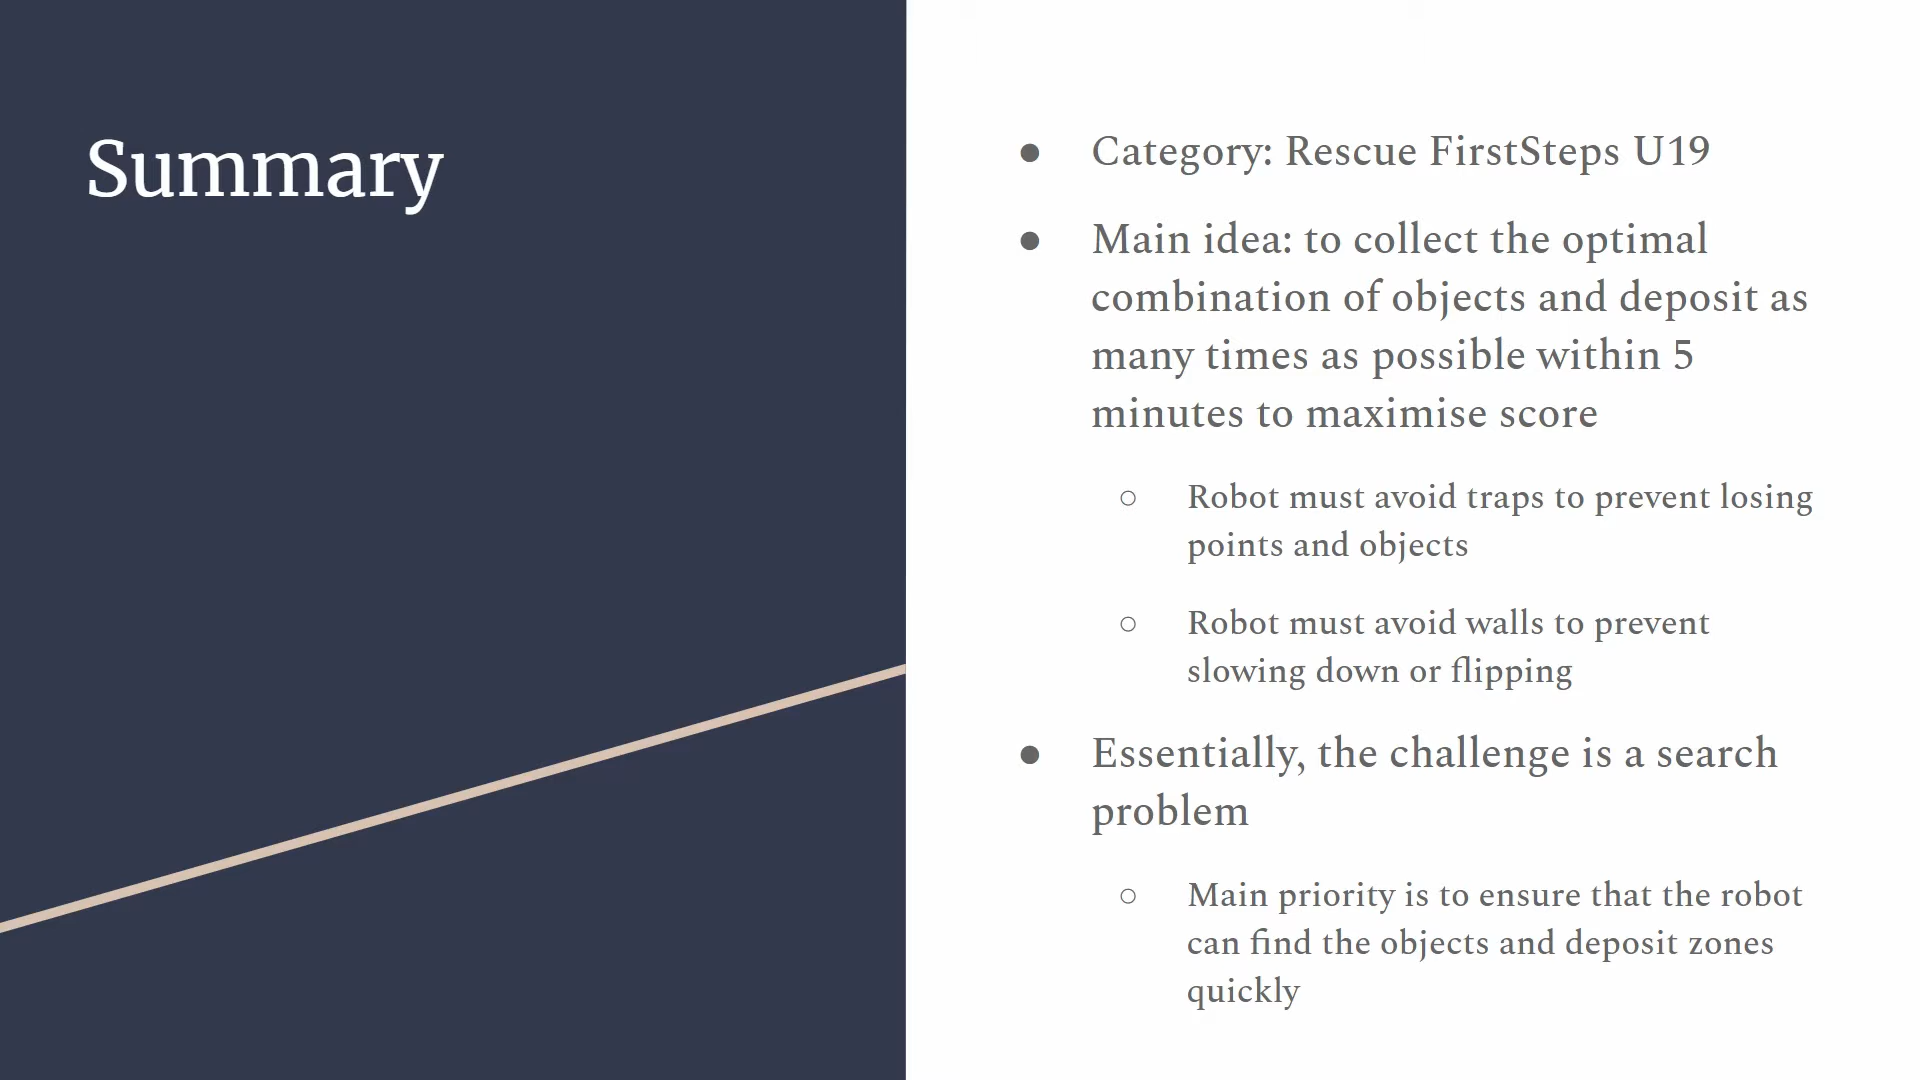 Summary
● Category: Rescue FirstSteps U19
● Main idea: to collect the optimal
combination of objects and deposit as
many times as possible within 5
minutes to maximise score
○ Robot must avoid traps to prevent losing
points and objects
○ Robot must avoid walls to prevent
slowing down or flipping
● Essentially, the challenge is a search
problem
○ Main priority is to ensure that the robot
can find the objects and deposit zones
quickly